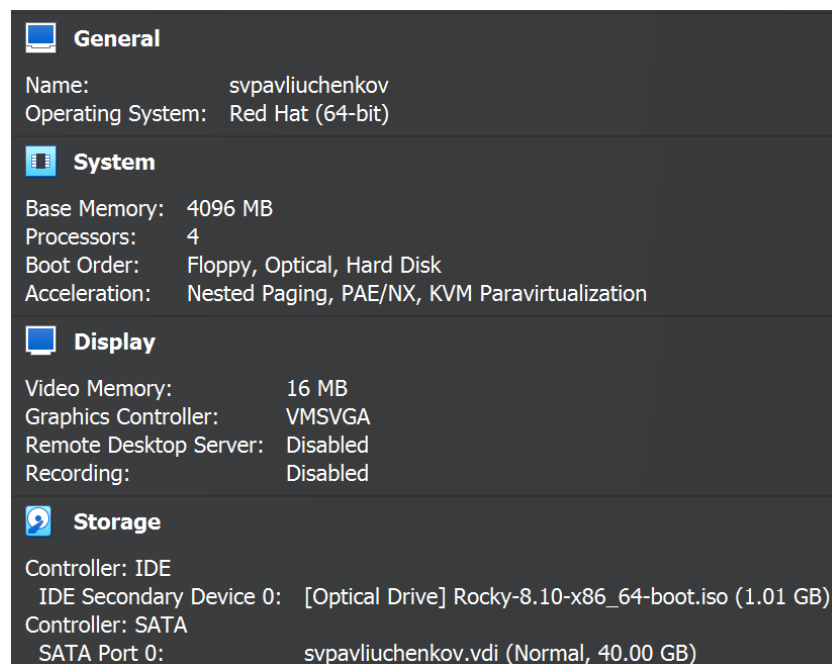 General
Name: svpavliuchenkov
Operating System: Red Hat (64-bit)
System
Base Memory: 4096 MB
Processors: 4
Boot Order: Floppy, Optical, Hard Disk
Acceleration: Nested Paging, PAE/NX, KVM Paravirtualization
Display
Video Memory: 16 MB
Graphics Controller: VMSVGA
Remote Desktop Server: Disabled
Recording: Disabled
Storage
Controller: IDE
IDE Secondary Device 0: [Optical Drive] Rocky-8.10-x86_64-boot.iso (1.01 GB)
Controller: SATA
SATA Port 0: svpavliuchenkov.vdi (Normal, 40.00 GB)